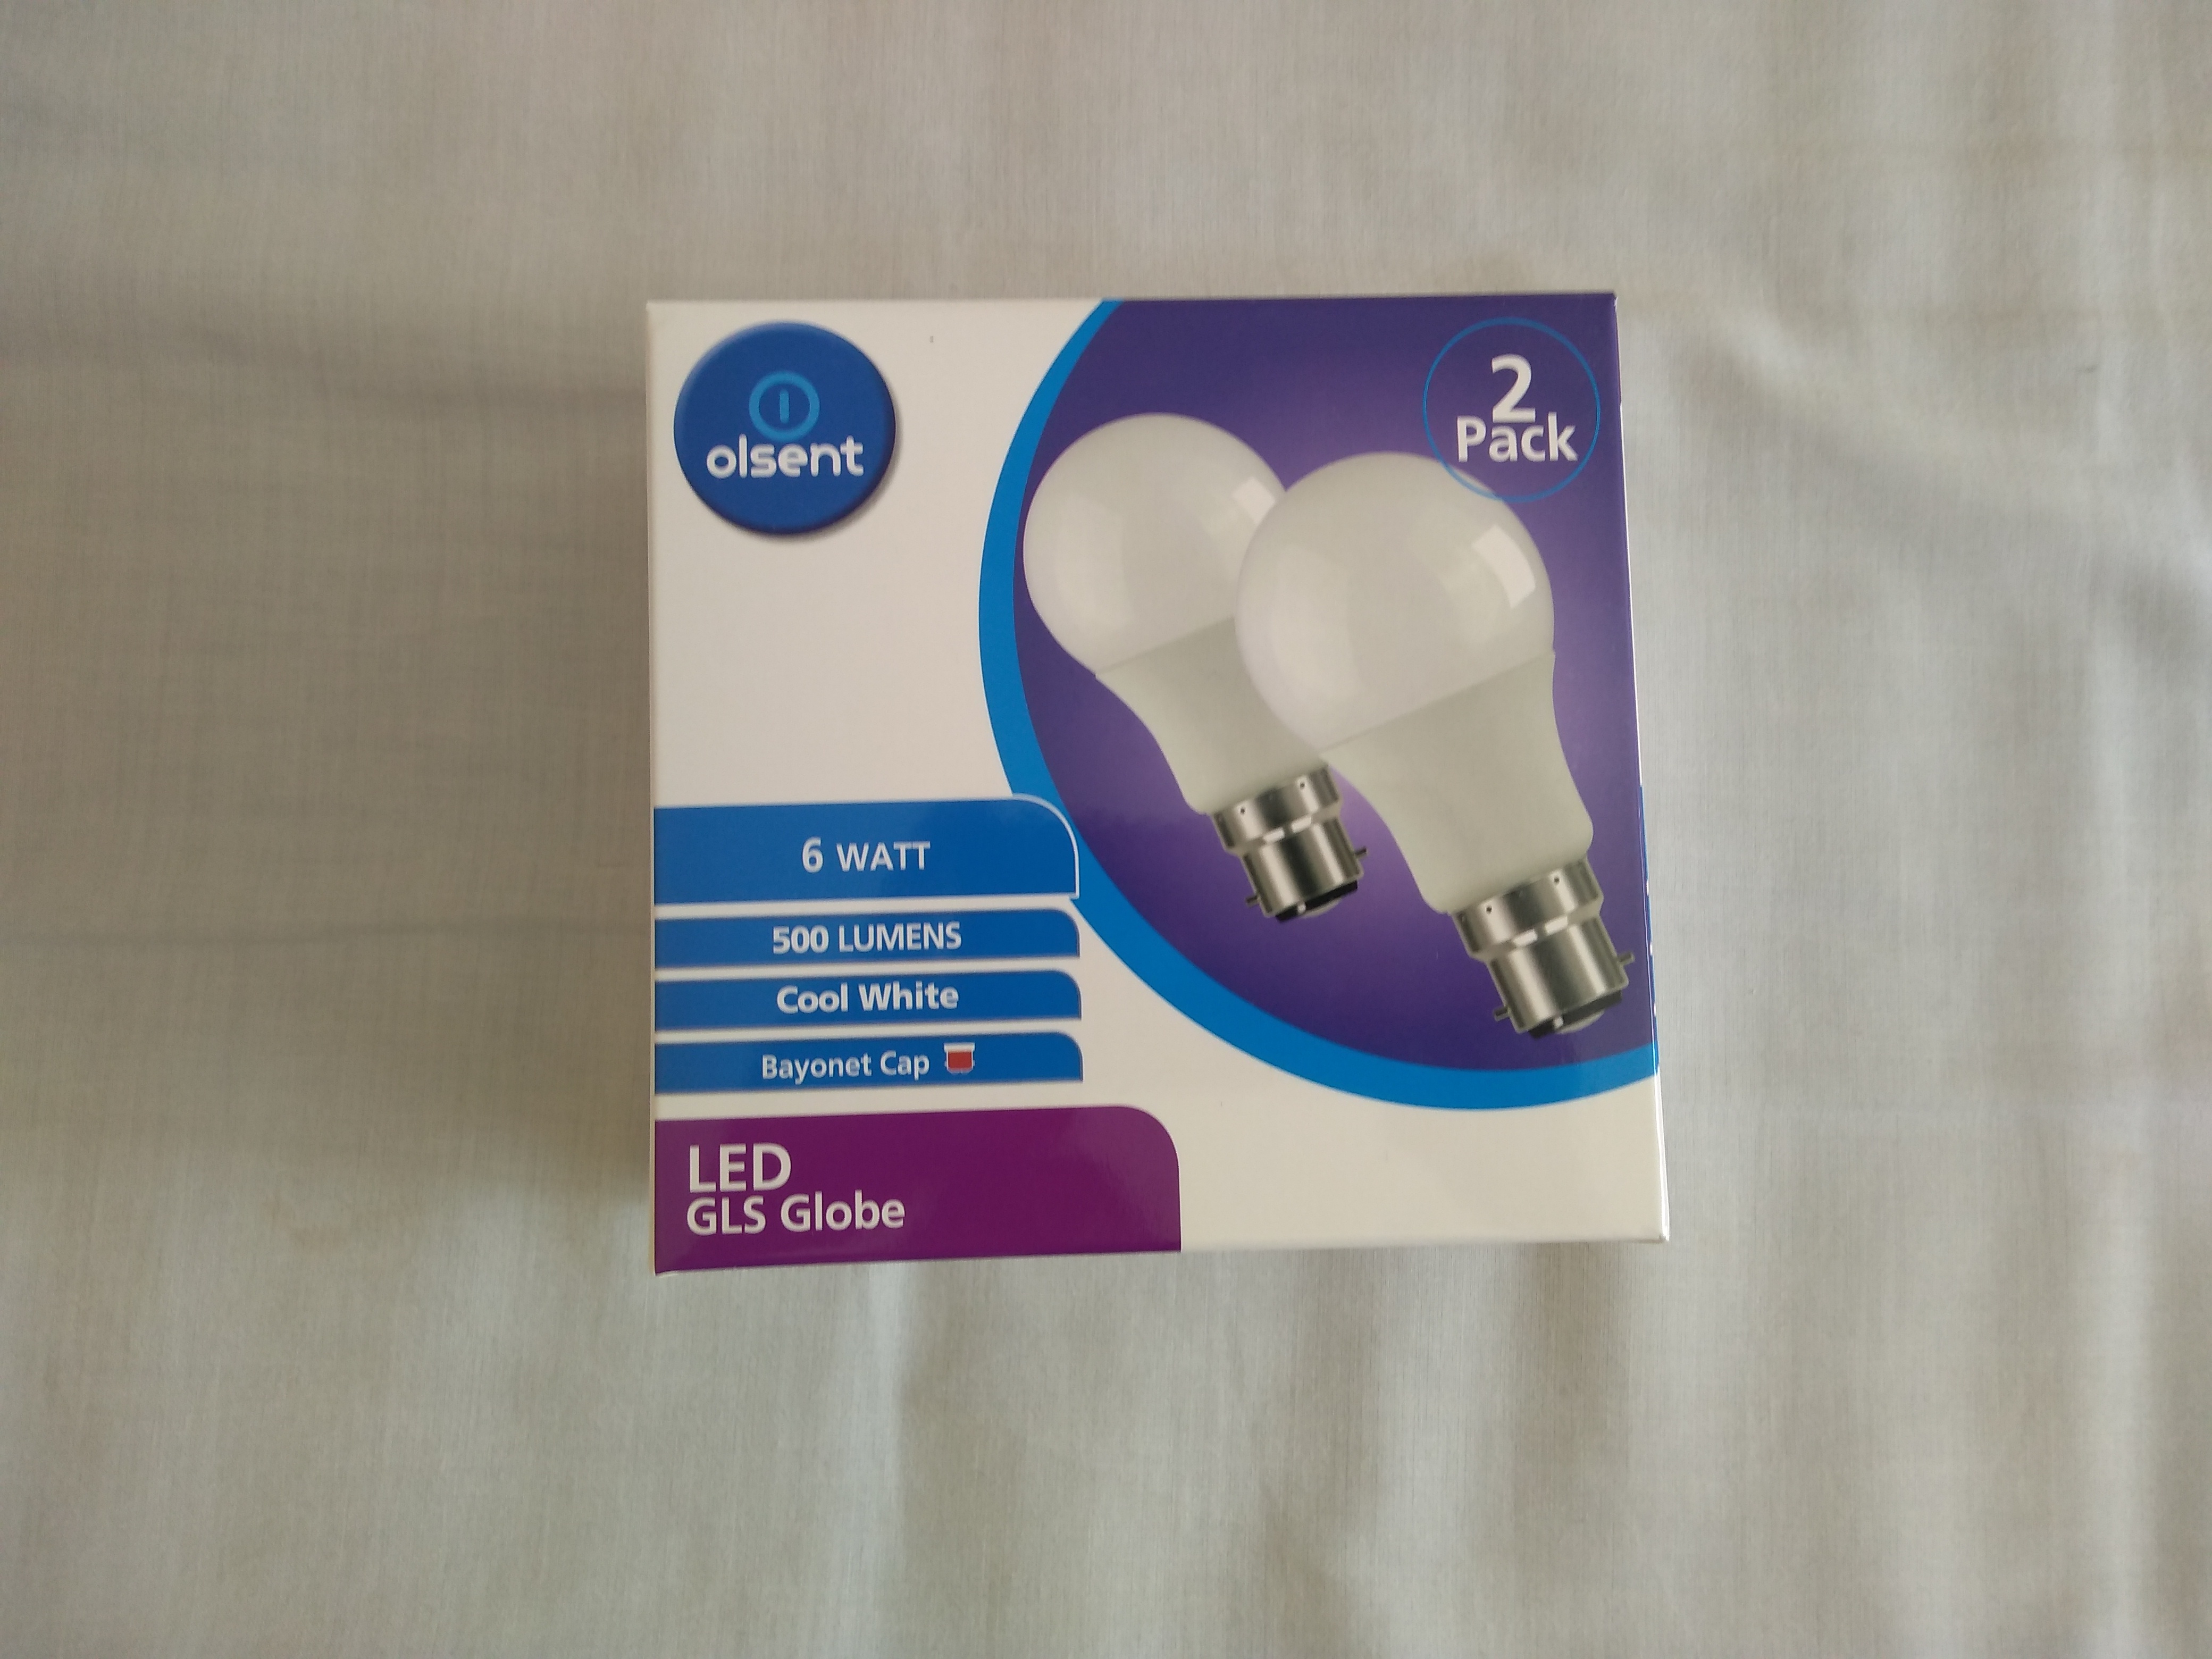 olsent
2
Pack
6 WATT
500 LUMENS
Cool White
Bayonet Cap
LED
GLS Globe